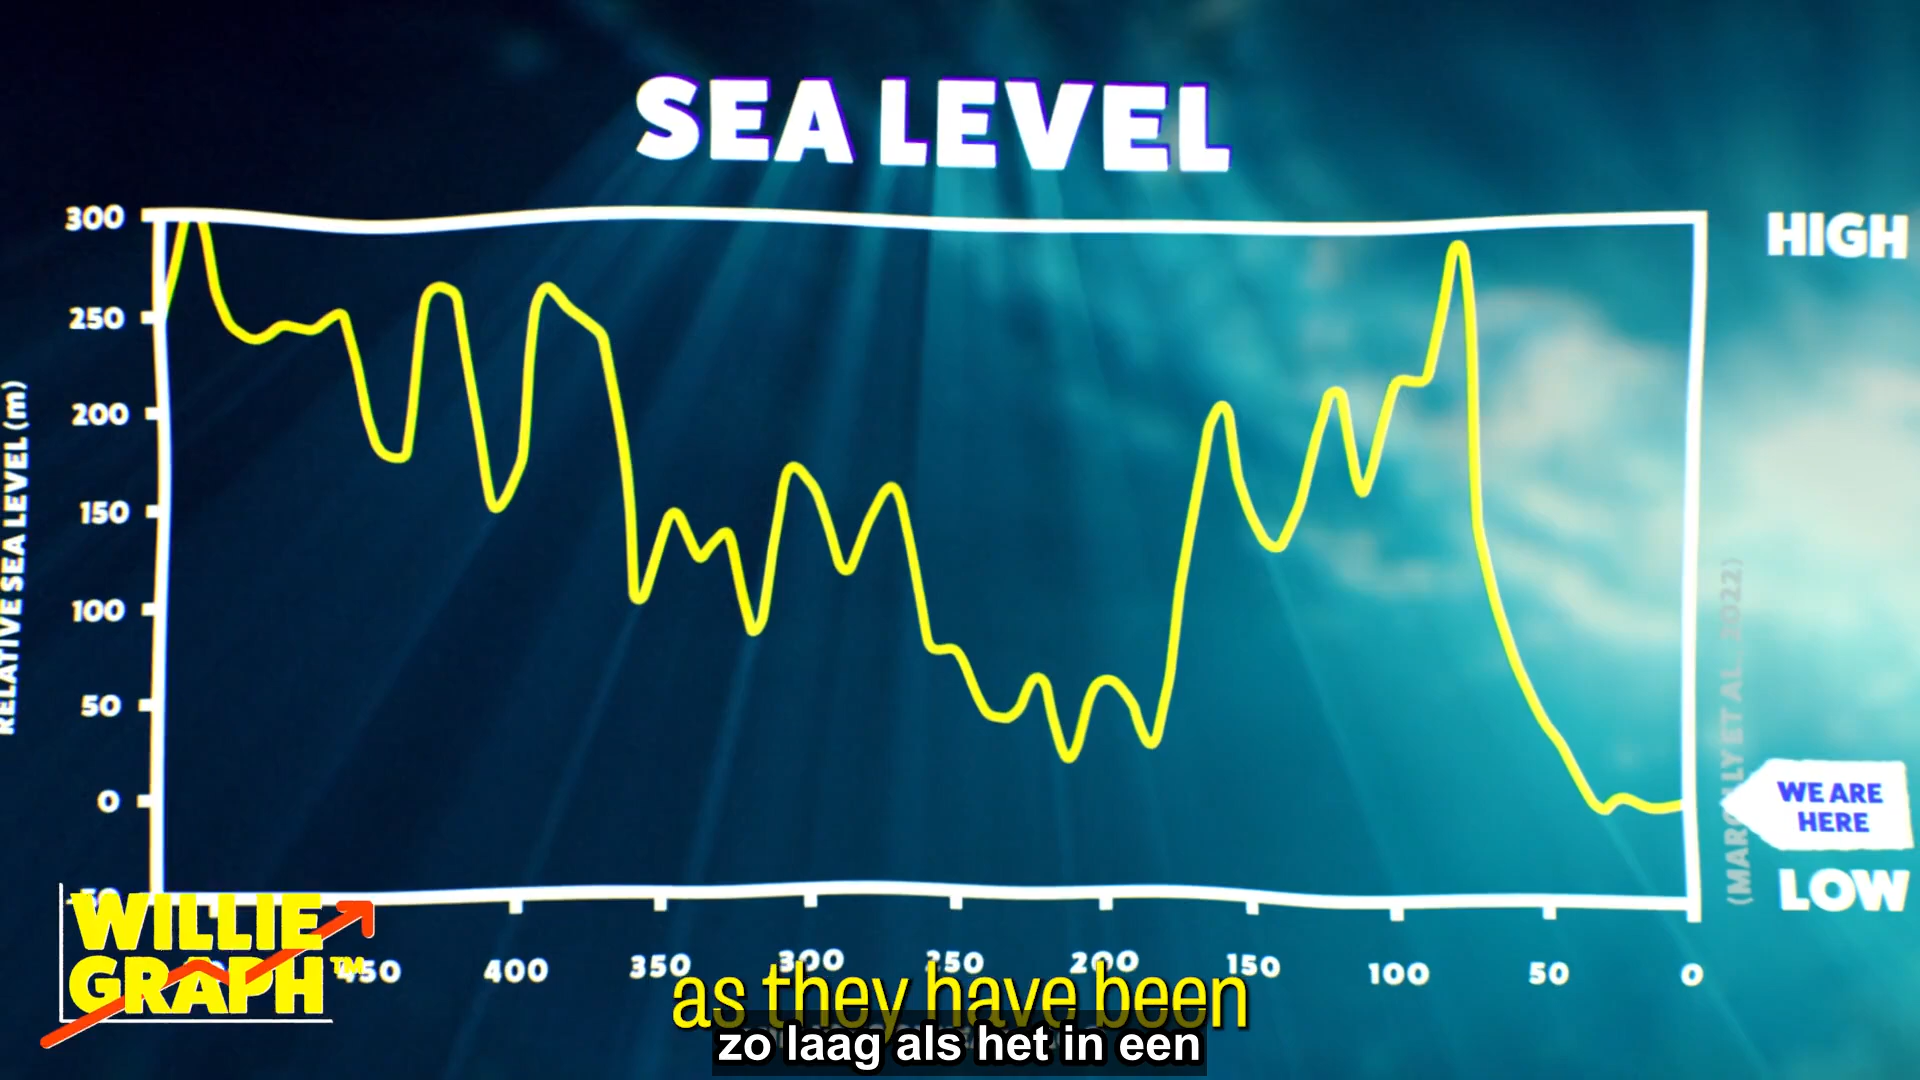 SEA LEVEL
300
HIGH
250
200
150
100
50
0
RELATIVE SEA LEVEL (m)
WE ARE
HERE
LOW
WILLIE
GRAPH™
450
400
350
300
250
200
150
100
50
0
as they have been
zo laag als het in een